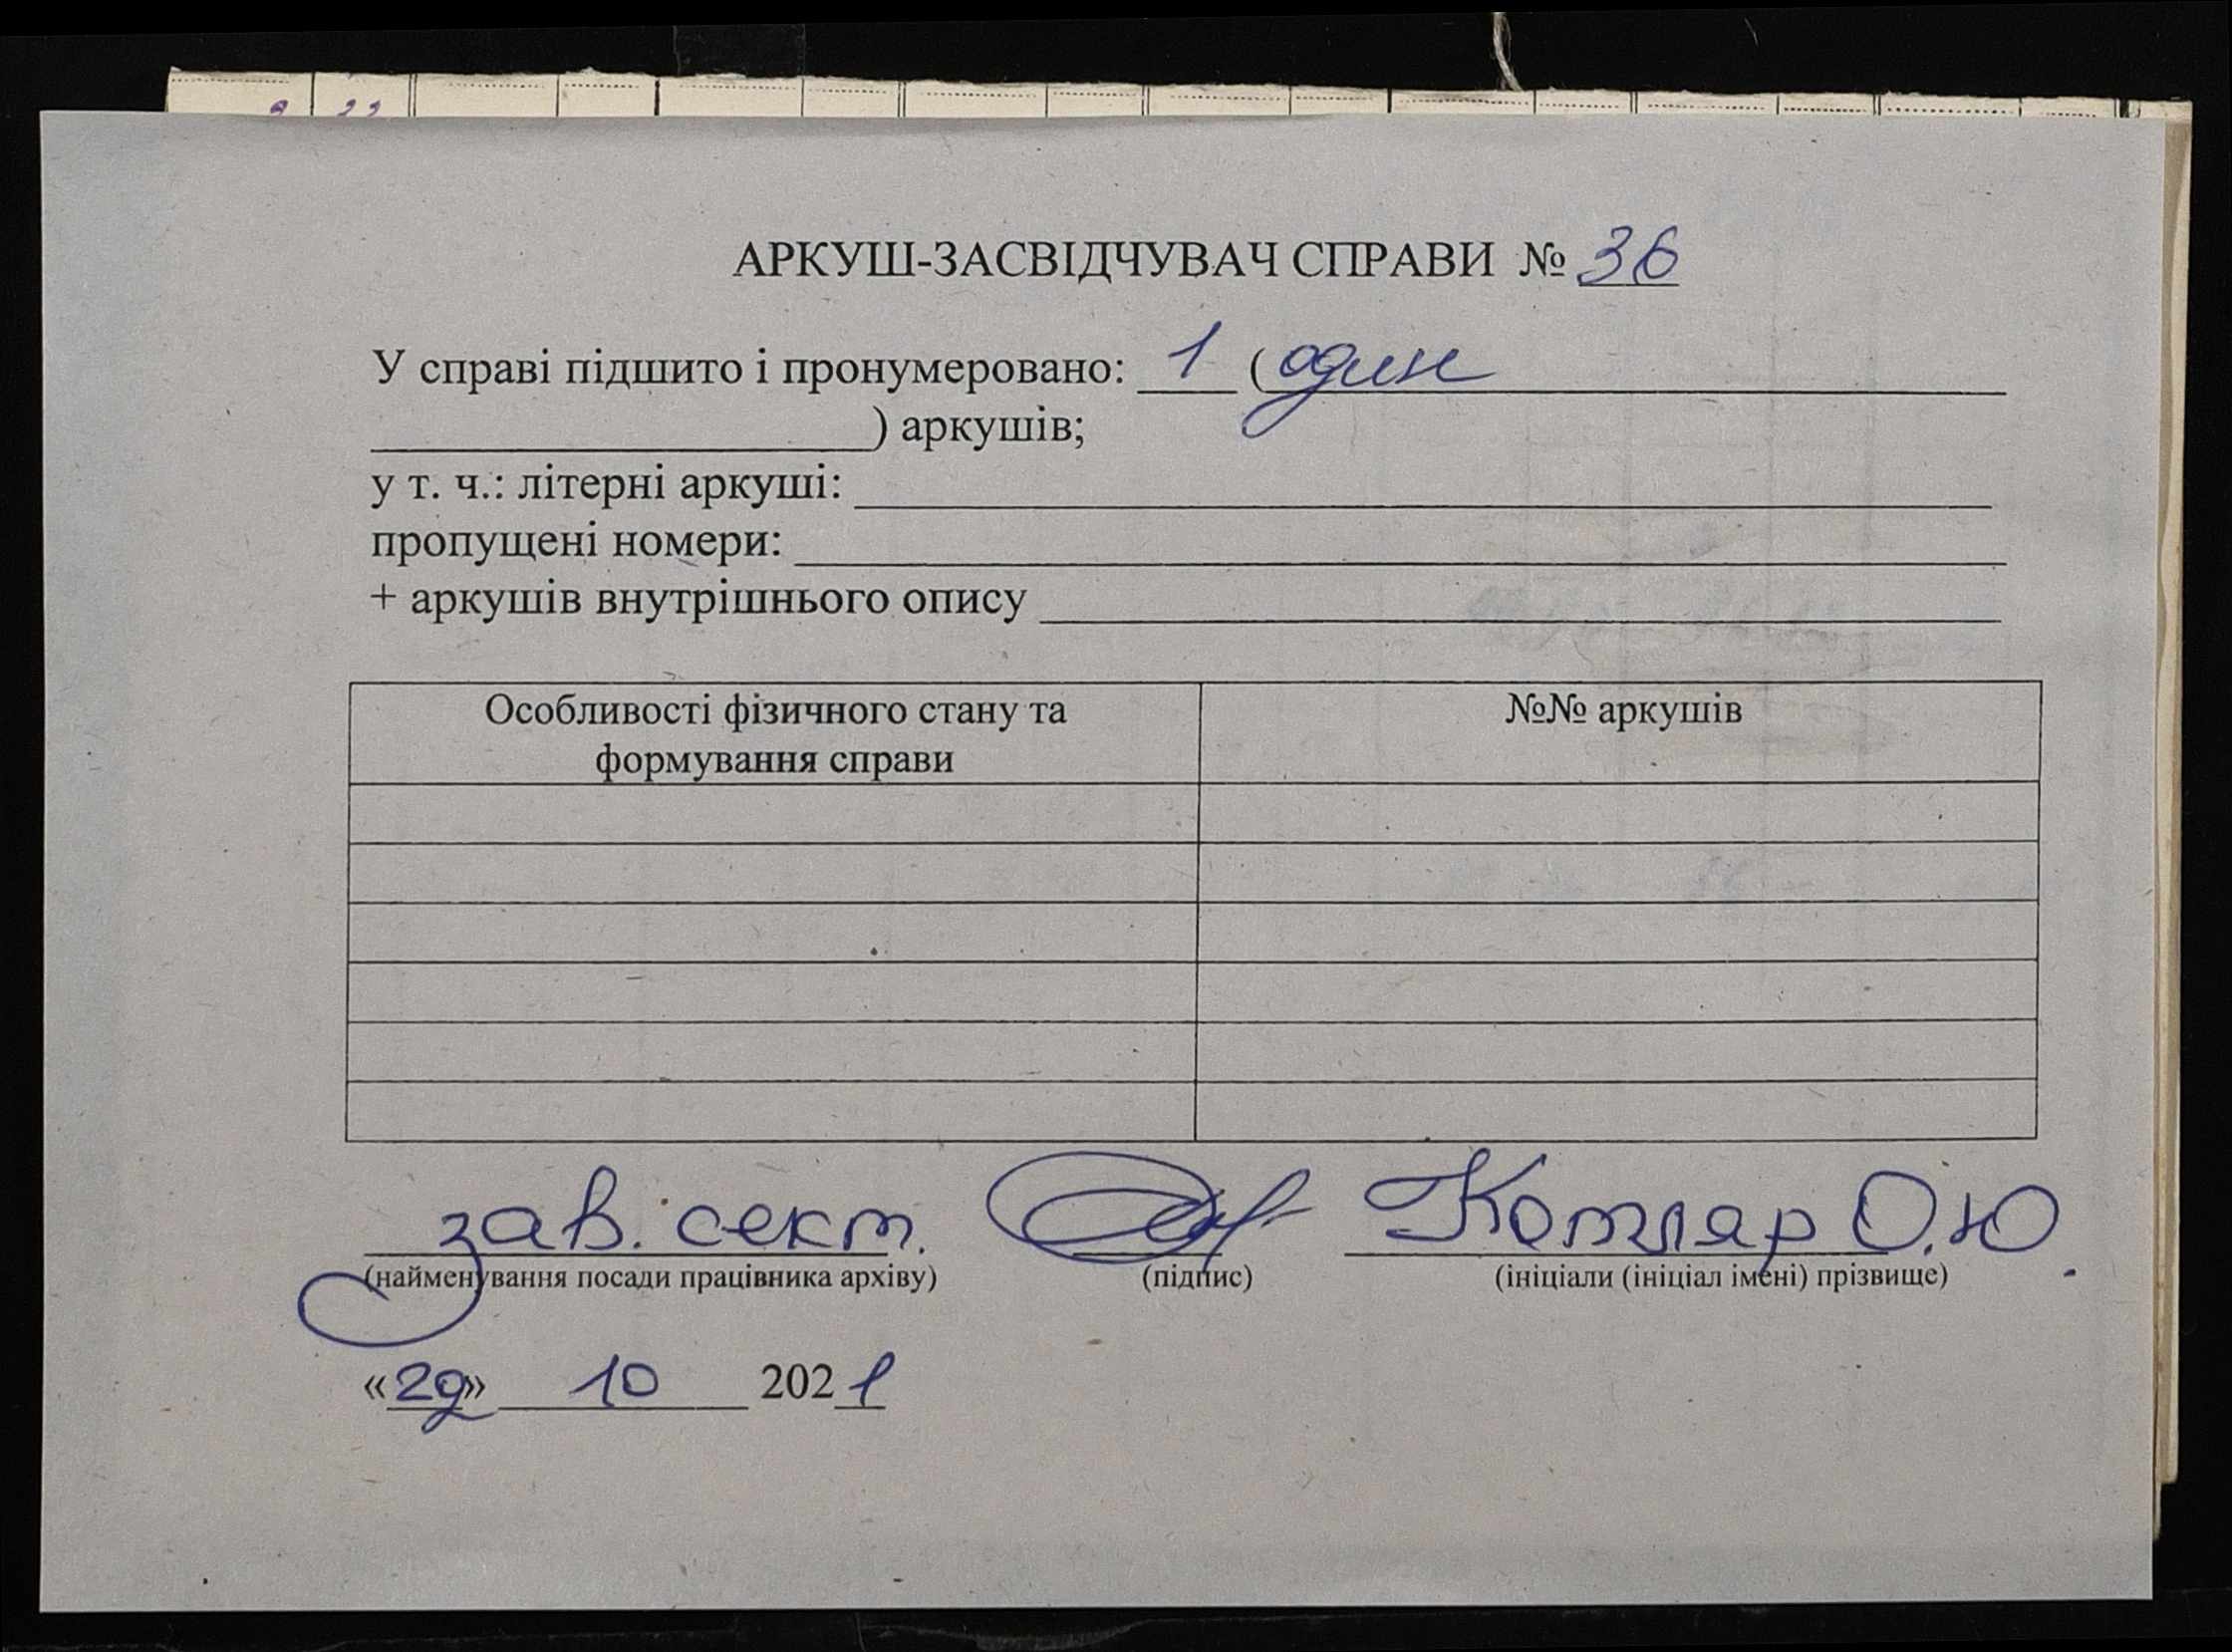 АРКУШ-ЗАСВІДЧУВАЧ СПРАВИ № 36
У справі підшито і пронумеровано: 1 (один
) аркушів;
у т. ч.: літерні аркуші:
пропущені номери:
+ аркушів внутрішнього опису
Особливості фізичного стану та
формування справи
№№ аркушів
зав. сект. Котляр О.Ю.
(найменування посади працівника архіву) (підпис) (ініціали (ініціал імені) прізвище)
«29» 10 2021